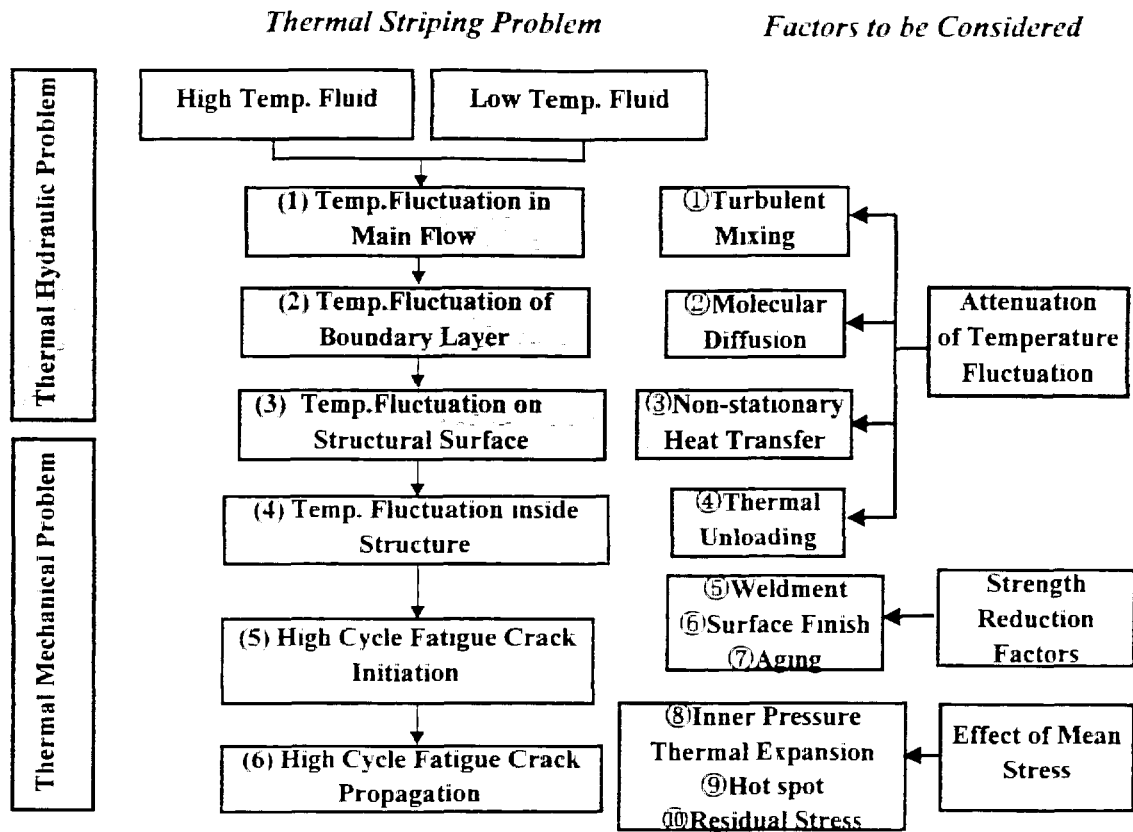 Thermal Striping Problem
Factors to be Considered
Thermal Hydraulic Problem
High Temp. Fluid
Low Temp. Fluid
(1) Temp.Fluctuation in
Main Flow
(2) Temp.Fluctuation of
Boundary Layer
(3) Temp.Fluctuation on
Structural Surface
Thermal Mechanical Problem
(4) Temp. Fluctuation inside
Structure
(5) High Cycle Fatigue Crack
Initiation
(6) High Cycle Fatigue Crack
Propagation
①Turbulent
Mixing
②Molecular
Diffusion
③Non-stationary
Heat Transfer
④Thermal
Unloading
Attenuation
of Temperature
Fluctuation
⑤Weldment
⑥Surface Finish
⑦Aging
Strength
Reduction
Factors
⑧Inner Pressure
Thermal Expansion
⑨Hot spot
⑩Residual Stress
Effect of Mean
Stress